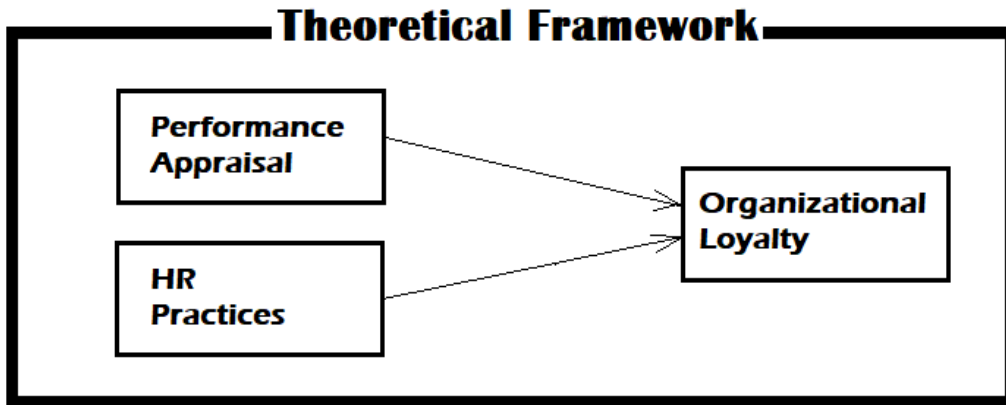 Theoretical Framework
Performance
Appraisal
HR
Practices
Organizational
Loyalty